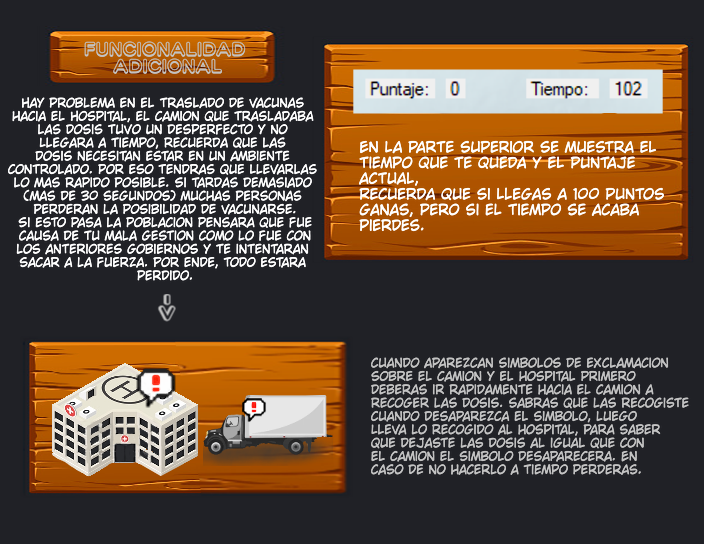 FUNCIONALIDAD
ADICIONAL
HAY PROBLEMA EN EL TRASLADO DE VACUNAS
HACIA EL HOSPITAL, EL CAMION QUE TRASLADABA
LAS DOSIS TUVO UN DESPERFECTO Y NO
LLEGARA A TIEMPO, RECUERDA QUE LAS
DOSIS NECESITAN ESTAR EN UN AMBIENTE
CONTROLADO. POR ESO TENDRAS QUE LLEVARLAS
LO MAS RAPIDO POSIBLE. SI TARDAS DEMASIADO
(MAS DE 30 SEGUNDOS) MUCHAS PERSONAS
PERDERAN LA POSIBILIDAD DE VACUNARSE.
SI ESTO PASA LA POBLACION PENSARA QUE FUE
CAUSA DE TU MALA GESTION COMO LO FUE CON
LOS ANTERIORES GOBIERNOS Y TE INTENTARAN
SACAR A LA FUERZA. POR ENDE, TODO ESTARA
PERDIDO.
Puntaje: 0 Tiempo: 102
EN LA PARTE SUPERIOR SE MUESTRA EL
TIEMPO QUE TE QUEDA Y EL PUNTAJE
ACTUAL,
RECUERDA QUE SI LLEGAS A 100 PUNTOS
GANAS, PERO SI EL TIEMPO SE ACABA
PIERDES.
H
!
!
CUANDO APAREZCAN SIMBOLOS DE EXCLAMACION
SOBRE EL CAMION Y EL HOSPITAL PRIMERO
DEBERAS IR RAPIDAMENTE HACIA EL CAMION A
RECOGER LAS DOSIS. SABRAS QUE LAS RECOGISTE
CUANDO DESAPAREZCA EL SIMBOLO, LUEGO
LLEVA LO RECOGIDO AL HOSPITAL, PARA SABER
QUE DEJASTE LAS DOSIS AL IGUAL QUE CON
EL CAMION EL SIMBOLO DESAPARECERA. EN
CASO DE NO HACERLO A TIEMPO PERDERAS.